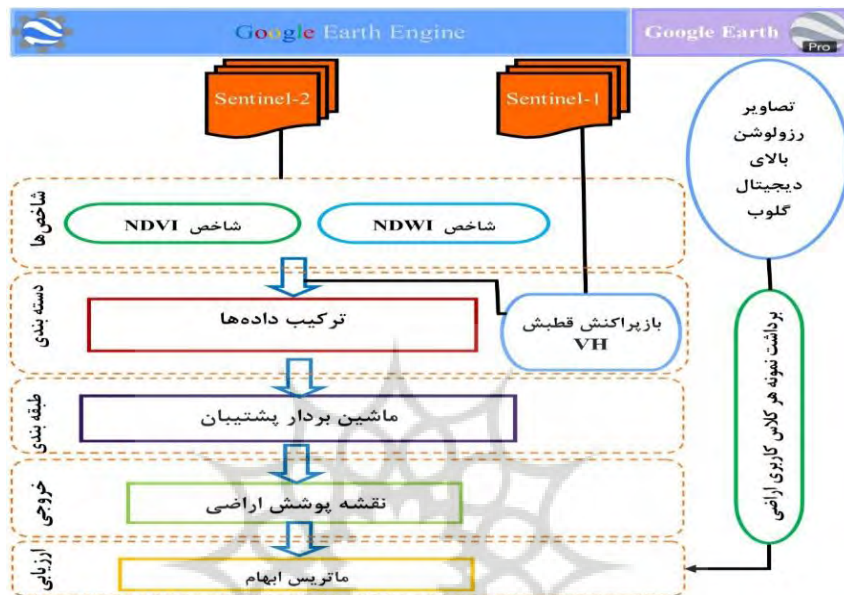 Google Earth Engine
Google Earth
Pro
Sentinel-2
Sentinel-1
تصاویر
رزولوشن
بالای
دیجیتال
گلوب
شاخص‌ها
شاخص NDVI
شاخص NDWI
دسته بندی
ترکیب داده‌ها
بازپراکنش قطبش
VH
برداشت نمونه هر کلاس کاربری اراضی
طبقه بندی
ماشین بردار پشتیبان
خروجی
نقشه پوشش اراضی
ارزیابی
ماتریس ابهام